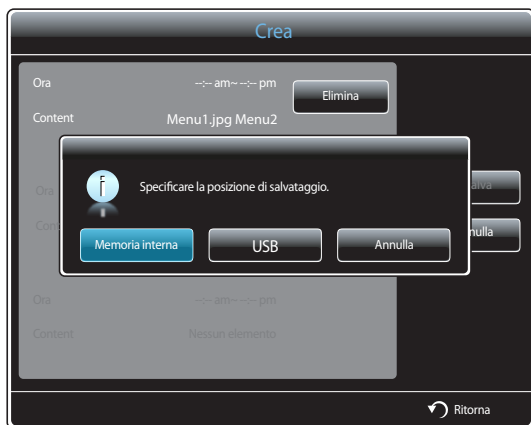 Crea
Ora --:-- am~ --:-- pm
Elimina
Content Menu1.jpg Menu2
Specificare la posizione di salvataggio.
Ora
Memoria interna USB Annulla
Ora --:-- am~ --:-- pm
Content Nessun elemento
Ritorna